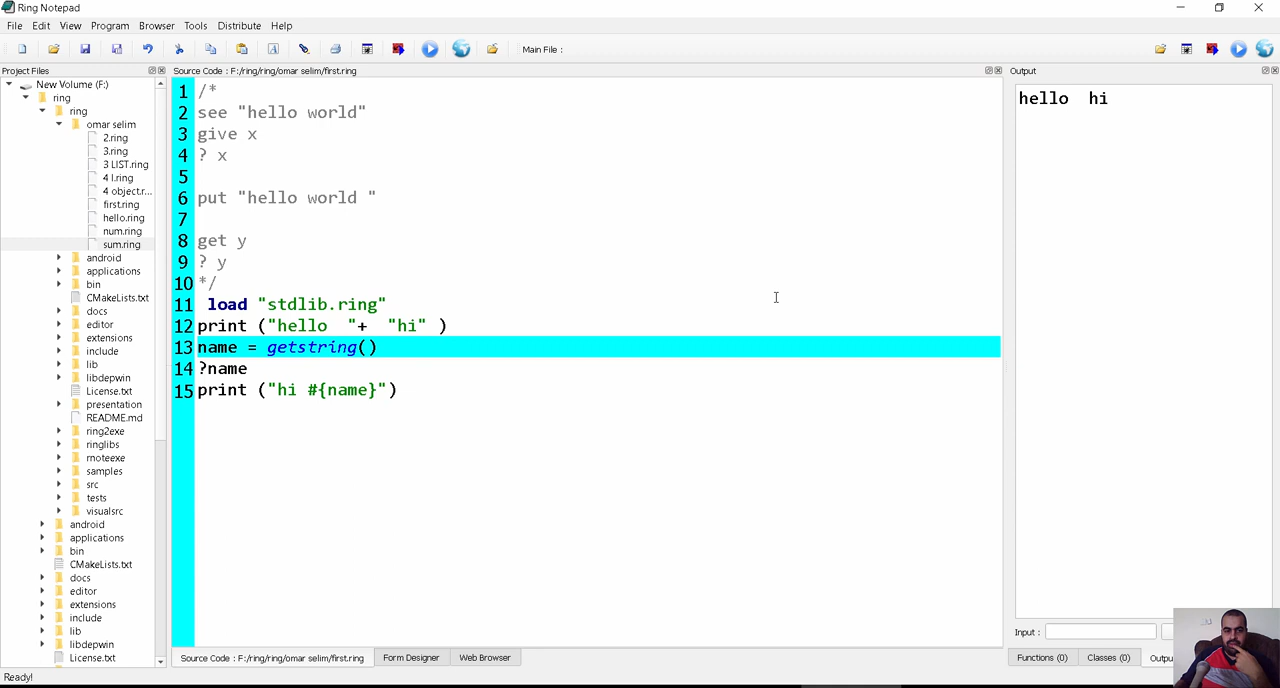 Ring Notepad
File Edit View Program Browser Tools Distribute Help
Main File :
Project Files
New Volume (F:)
ring
ring
omar selim
2.ring
3.ring
3 LIST.ring
4 I.ring
4 object.r...
first.ring
hello.ring
num.ring
sum.ring
android
applications
bin
CMakeLists.txt
docs
editor
extensions
include
lib
libdepwin
License.txt
presentation
README.md
ring2exe
ringlibs
rnoteexe
samples
src
tests
visualsrc
android
applications
bin
CMakeLists.txt
docs
editor
extensions
include
lib
libdepwin
License.txt
Source Code : F:/ring/ring/omar selim/first.ring
1 /*
2 see "hello world"
3 give x
4 ? x
5
6 put "hello world "
7
8 get y
9 ? y
10 */
11  load "stdlib.ring"
12 print ("hello  "+  "hi" )
13 name = getstring()
14 ?name
15 print ("hi #{name}")
Source Code : F:/ring/ring/omar selim/first.ring Form Designer Web Browser
Output
hello  hi
Input :
Functions (0) Classes (0) Outpu
Ready!